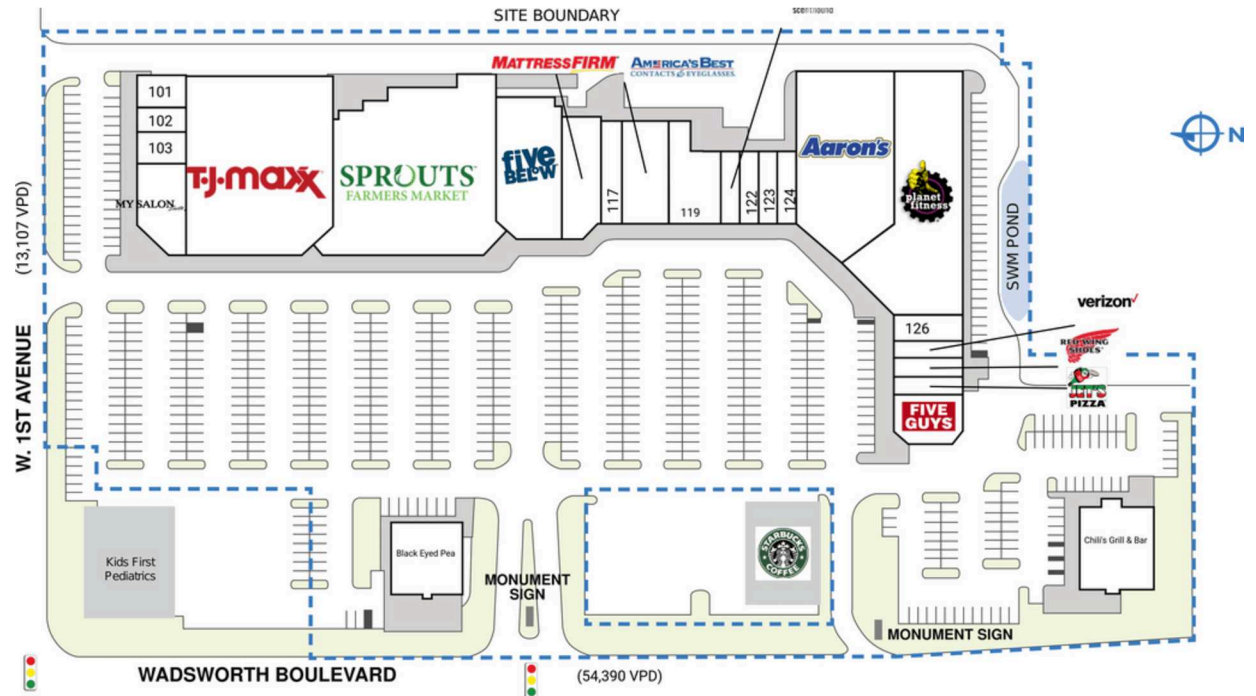 SITE BOUNDARY
MATTRESSFIRM
AMERICA'S BEST
CONTACTS & EYEGLASSES.
N
101
102
103
MY SALON
T.J.maxx
SPROUTS
FARMERS MARKET
five
BEL°W
117
119
122
123
124
Aaron's
planet
fitness
SWM POND
(13,107 VPD)
W. 1ST AVENUE
verizon
126
RED WING
SHOES
JET'S
PIZZA
FIVE
GUYS
Kids First
Pediatrics
Black Eyed Pea
MONUMENT
SIGN
STARBUCKS
COFFEE
Chili's Grill & Bar
MONUMENT SIGN
WADSWORTH BOULEVARD
(54,390 VPD)